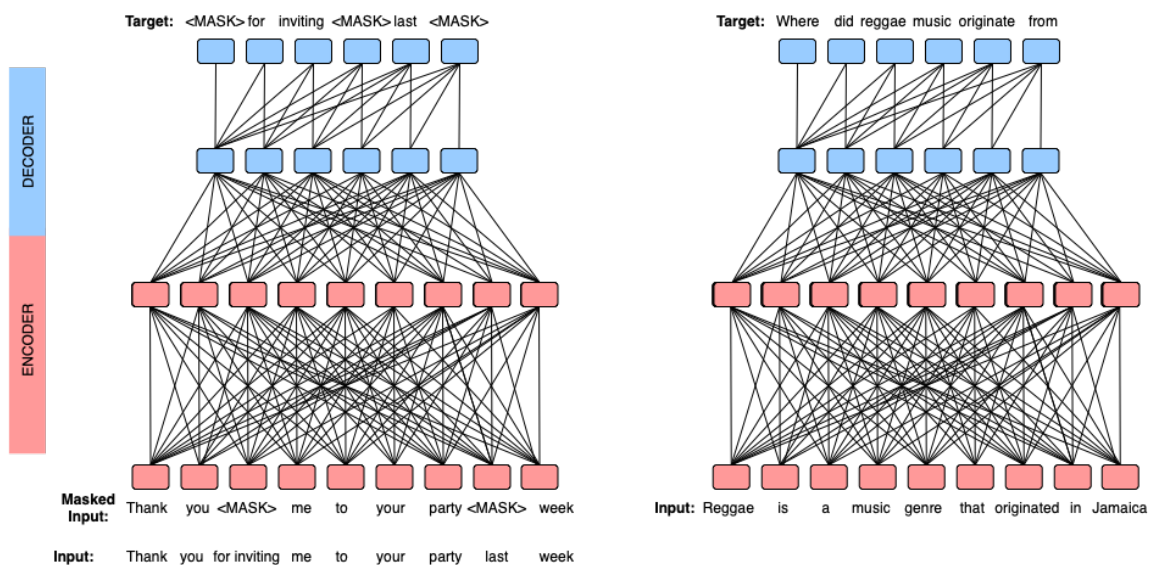 Target: <MASK> for inviting <MASK> last <MASK>
Target: Where did reggae music originate from
DECODER
ENCODER
Masked Input: Thank you <MASK> me to your party <MASK> week
Input: Reggae is a music genre that originated in Jamaica
Input: Thank you for inviting me to your party last week